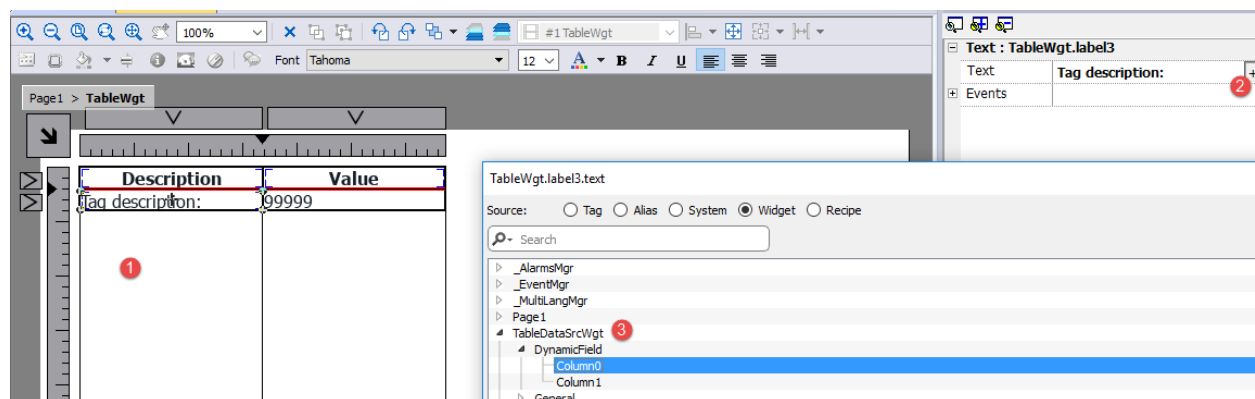 100%
#1 TableWgt
Font Tahoma
12
A B I U
Page1 > TableWgt
Description Value
Tag description: 99999
1
Text : TableWgt.label3
Text Tag description: +
2
Events
TableWgt.label3.text
Source: Tag Alias System Widget Recipe
Search
_AlarmsMgr
_EventMgr
_MultiLangMgr
Page1
TableDataSrcWgt 3
DynamicField
Column0
Column1
General